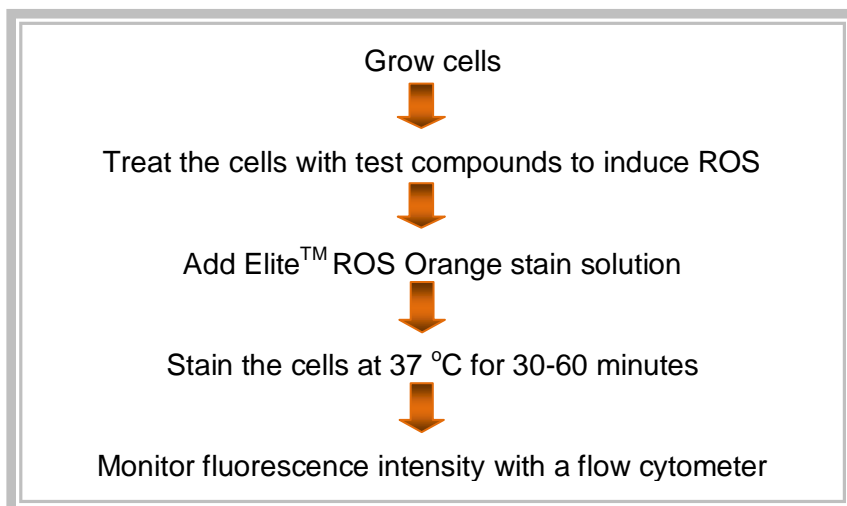 Grow cells
Treat the cells with test compounds to induce ROS
Add Elite™ ROS Orange stain solution
Stain the cells at 37 °C for 30-60 minutes
Monitor fluorescence intensity with a flow cytometer